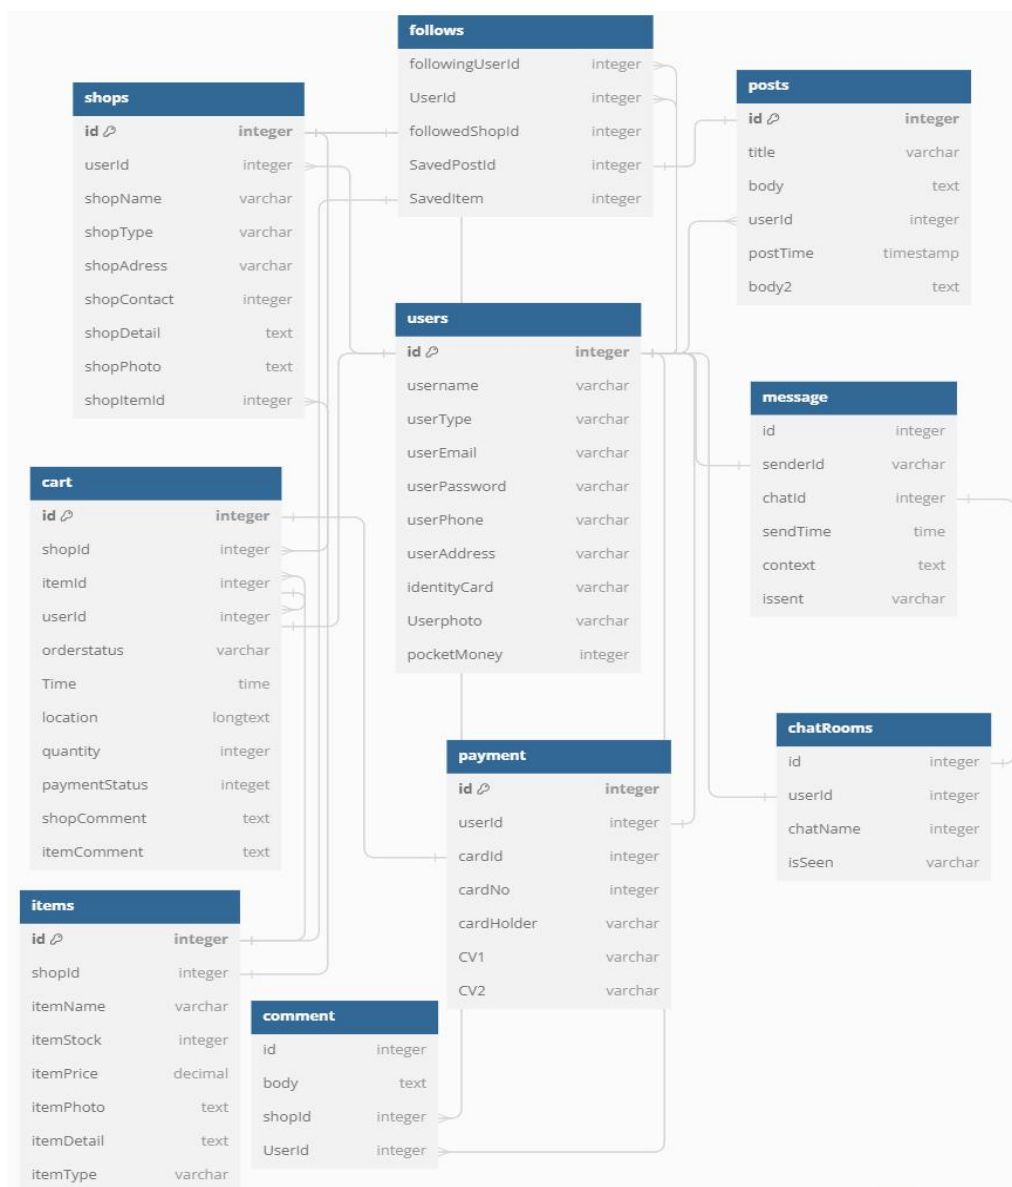 follows
followingUserId integer
UserId integer
followedShopId integer
SavedPostId integer
SavedItem integer
shops
id integer
userId integer
shopName varchar
shopType varchar
shopAdress varchar
shopContact integer
shopDetail text
shopPhoto text
shopItemId integer
posts
id integer
title varchar
body text
userId integer
postTime timestamp
body2 text
users
id integer
username varchar
userType varchar
userEmail varchar
userPassword varchar
userPhone varchar
userAddress varchar
identityCard varchar
Userphoto varchar
pocketMoney integer
message
id integer
senderId varchar
chatId integer
sendTime time
context text
issent varchar
cart
id integer
shopId integer
itemId integer
userId integer
orderstatus varchar
Time time
location longtext
quantity integer
paymentStatus integet
shopComment text
itemComment text
chatRooms
id integer
userId integer
chatName integer
isSeen varchar
payment
id integer
userId integer
cardId integer
cardNo integer
cardHolder varchar
CV1 varchar
CV2 varchar
items
id integer
shopId integer
itemName varchar
itemStock integer
itemPrice decimal
itemPhoto text
itemDetail text
itemType varchar
comment
id integer
body text
shopId integer
UserId integer